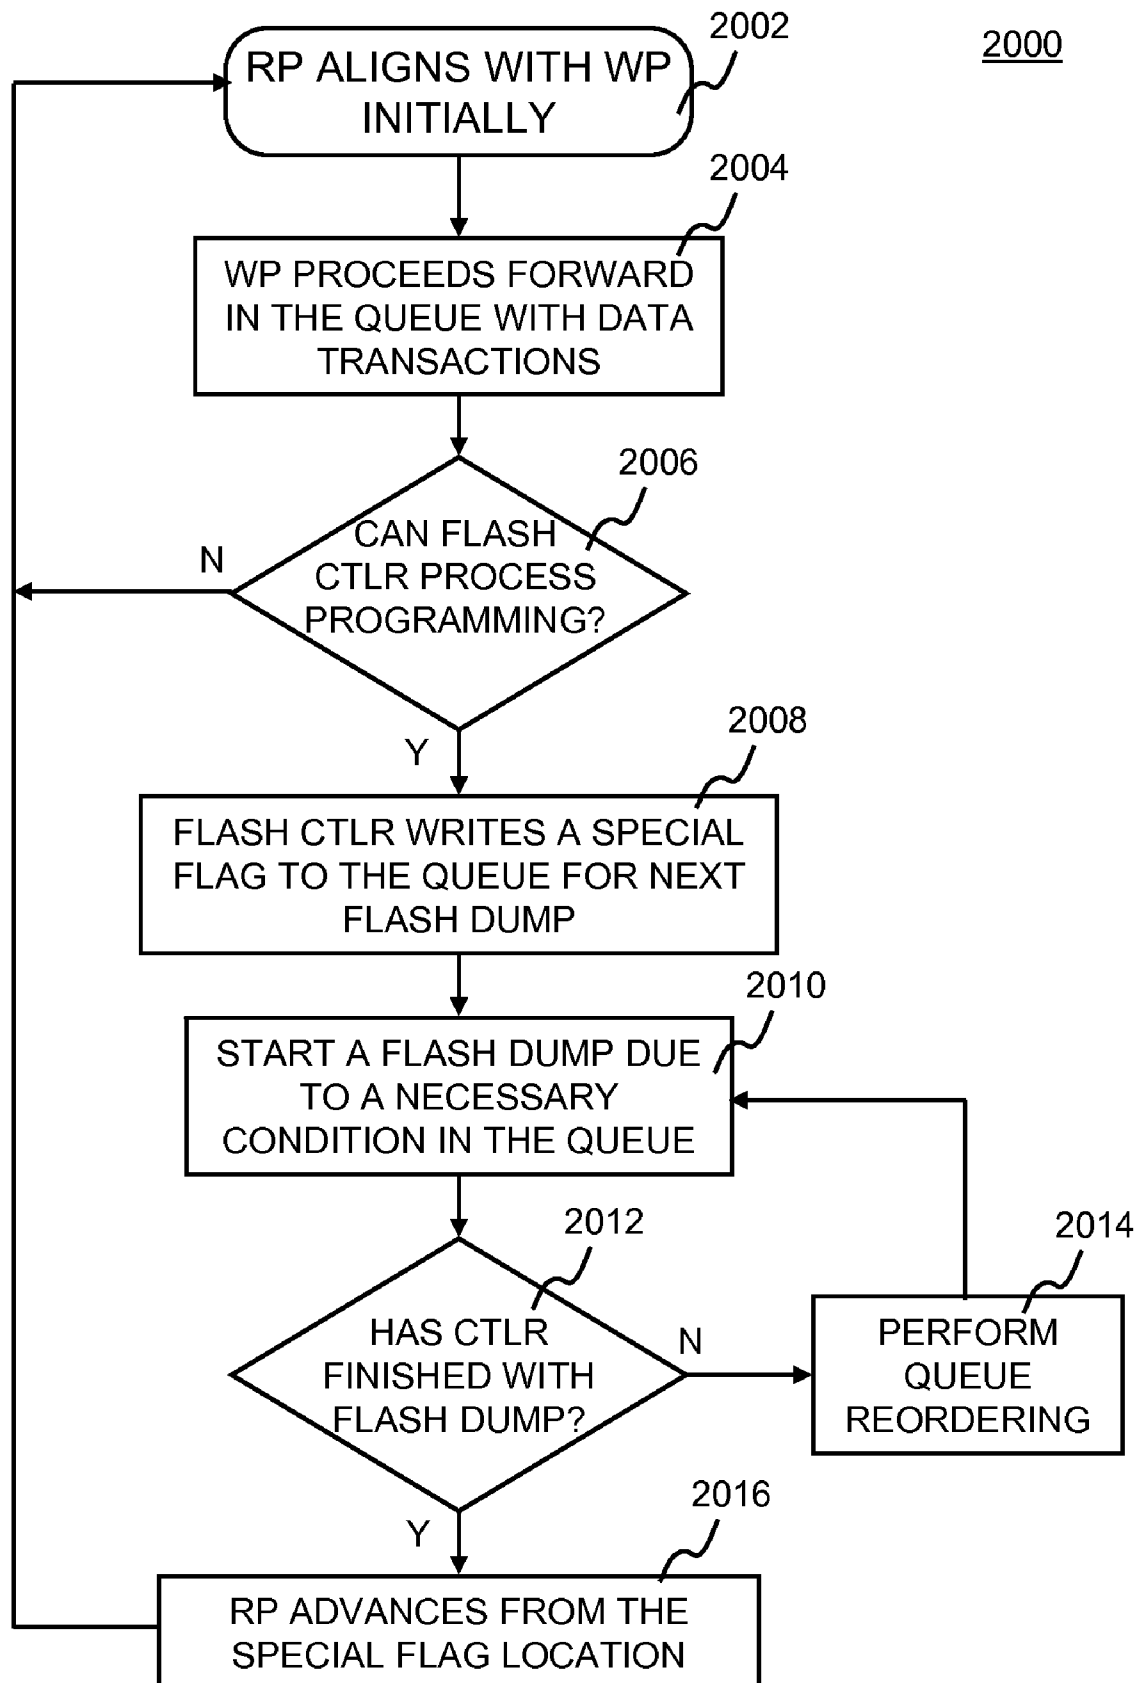 2002
2000
RP ALIGNS WITH WP
INITIALLY
2004
WP PROCEEDS FORWARD
IN THE QUEUE WITH DATA
TRANSACTIONS
2006
CAN FLASH
CTLR PROCESS
PROGRAMMING?
N
Y
2008
FLASH CTLR WRITES A SPECIAL
FLAG TO THE QUEUE FOR NEXT
FLASH DUMP
2010
START A FLASH DUMP DUE
TO A NECESSARY
CONDITION IN THE QUEUE
2012
HAS CTLR
FINISHED WITH
FLASH DUMP?
N
2014
PERFORM
QUEUE
REORDERING
Y
2016
RP ADVANCES FROM THE
SPECIAL FLAG LOCATION